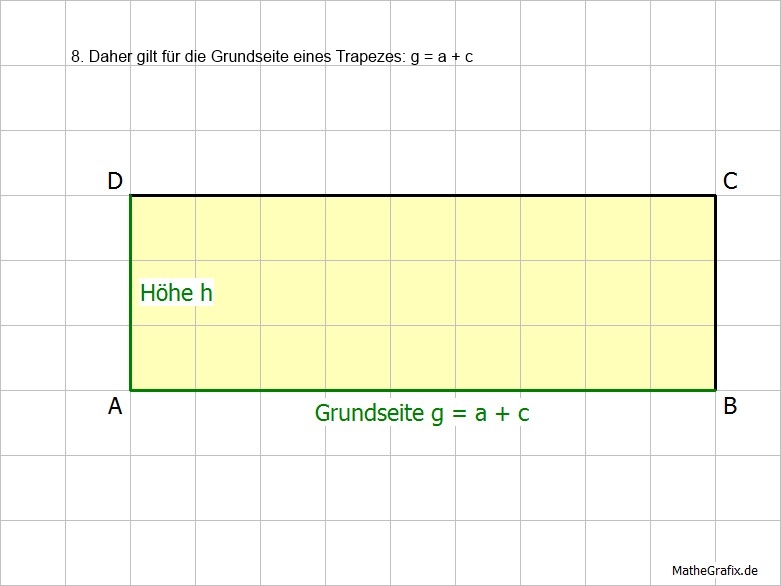 8. Daher gilt für die Grundseite eines Trapezes: g = a + c
D
C
Höhe h
A
B
Grundseite g = a + c
MatheGrafix.de